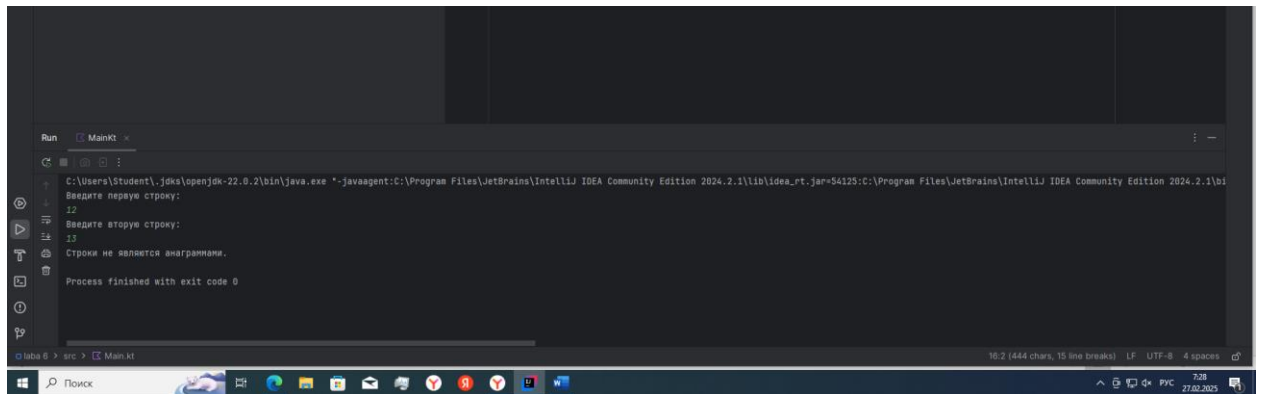 Run MainKt
C:\Users\Student\.jdks\openjdk-22.0.2\bin\java.exe "-javaagent:C:\Program Files\JetBrains\IntelliJ IDEA Community Edition 2024.2.1\lib\idea_rt.jar=54125:C:\Program Files\JetBrains\IntelliJ IDEA Community Edition 2024.2.1\bi
Введите первую строку:
12
Введите вторую строку:
13
Строки не являются анаграммами.
Process finished with exit code 0
laba 6 > src > Main.kt 16:2 (444 chars, 15 line breaks) LF UTF-8 4 spaces
Поиск РУС 7:28
27.02.2025